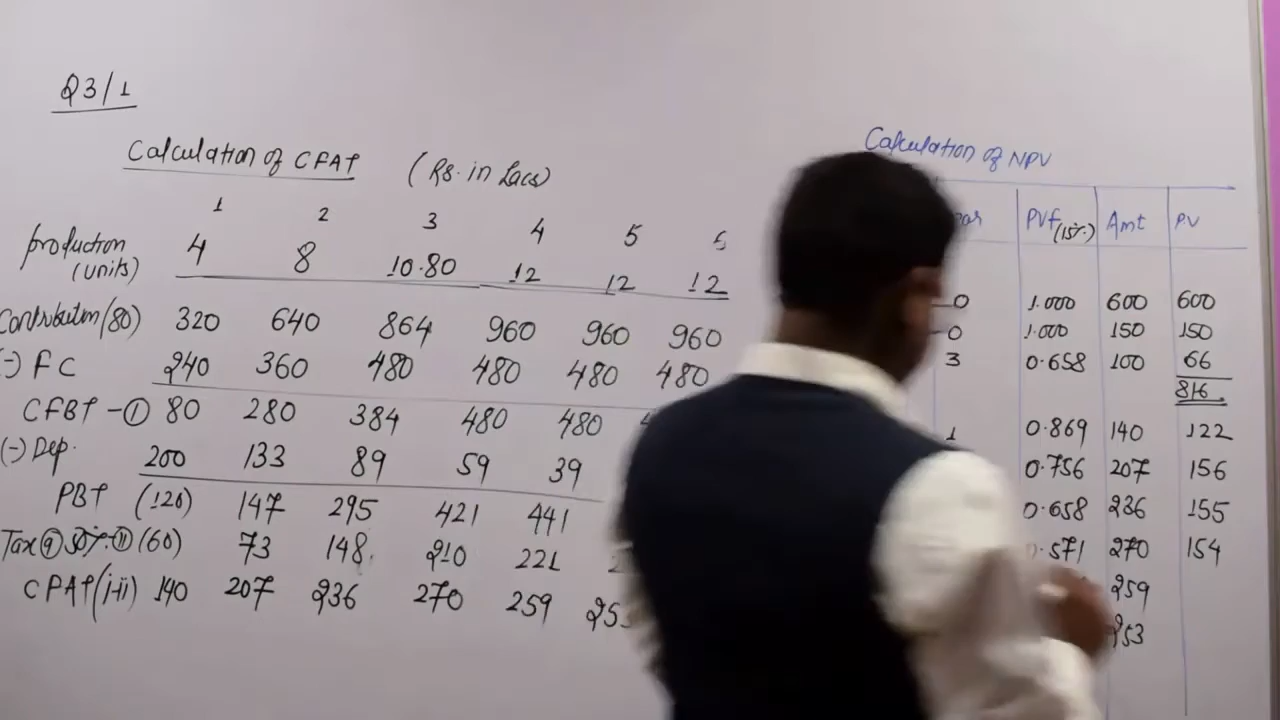 Q3/1
Calculation of CFAT (Rs. in Lacs)
1 2 3 4 5 6
production (units) 4 8 10.80 12 12 12
Contribution (80) 320 640 864 960 960 960
(-) FC 240 360 480 480 480 480
CFBT - (I) 80 280 384 480 480
(-) Dep. 200 133 89 59 39
PBT (120) 147 295 421 441
Tax @ 50% - (II) (60) 73 148 210 221
CFAT (i-ii) 140 207 236 270 259 253
Calculation of NPV
PVf (15%) Amt PV
0 1.000 600 600
0 1.000 150 150
3 0.658 100 66
816
1 0.869 140 122
0.756 207 156
0.658 236 155
0.571 270 154
259
253